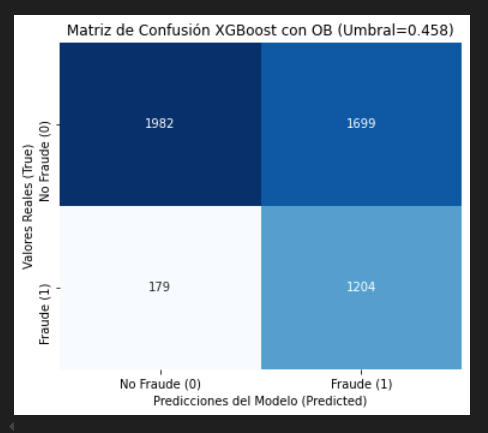 Matriz de Confusión XGBoost con OB (Umbral=0.458)
Valores Reales (True)
No Fraude (0)
1982 1699
Fraude (1)
179 1204
No Fraude (0) Fraude (1)
Predicciones del Modelo (Predicted)